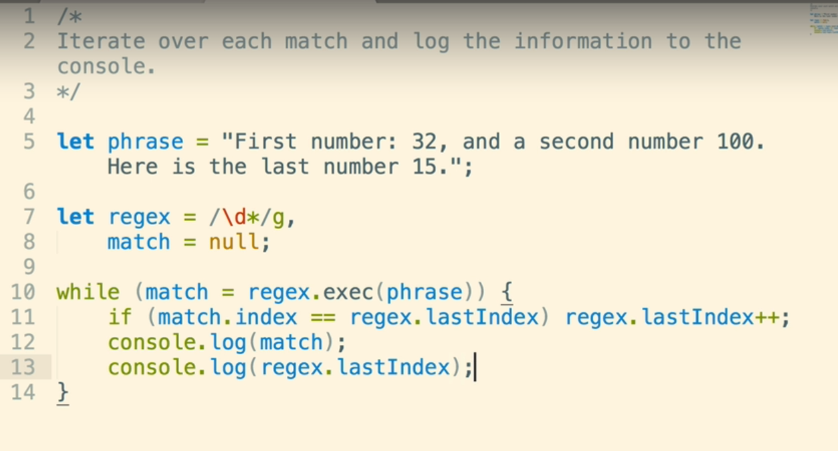 1 /*
2 Iterate over each match and log the information to the
console.
3 */
4
5 let phrase = "First number: 32, and a second number 100.
Here is the last number 15.";
6
7 let regex = /\d*/g,
8 match = null;
9
10 while (match = regex.exec(phrase)) {
11 if (match.index == regex.lastIndex) regex.lastIndex++;
12 console.log(match);
13 console.log(regex.lastIndex);
14 }